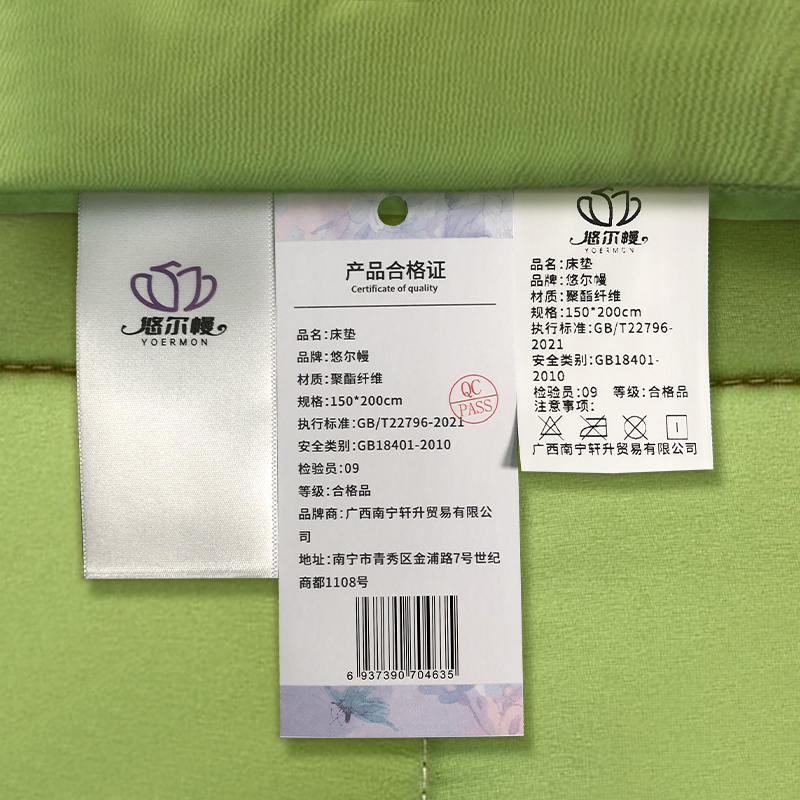 悠尔幔
YOERMON
产品合格证
Certificate of quality
品名:床垫
品牌:悠尔幔
材质:聚酯纤维
规格:150*200cm
执行标准:GB/T22796-2021
安全类别:GB18401-2010
检验员:09
等级:合格品
品牌商:广西南宁轩升贸易有限公
司
地址:南宁市青秀区金浦路7号世纪
商都1108号
QC
PASS
6 937390 704635
悠尔幔
YOERMON
品名:床垫
品牌:悠尔幔
材质:聚酯纤维
规格:150*200cm
执行标准:GB/T22796-
2021
安全类别:GB18401-
2010
检验员:09 等级:合格品
注意事项:
广西南宁轩升贸易有限公司